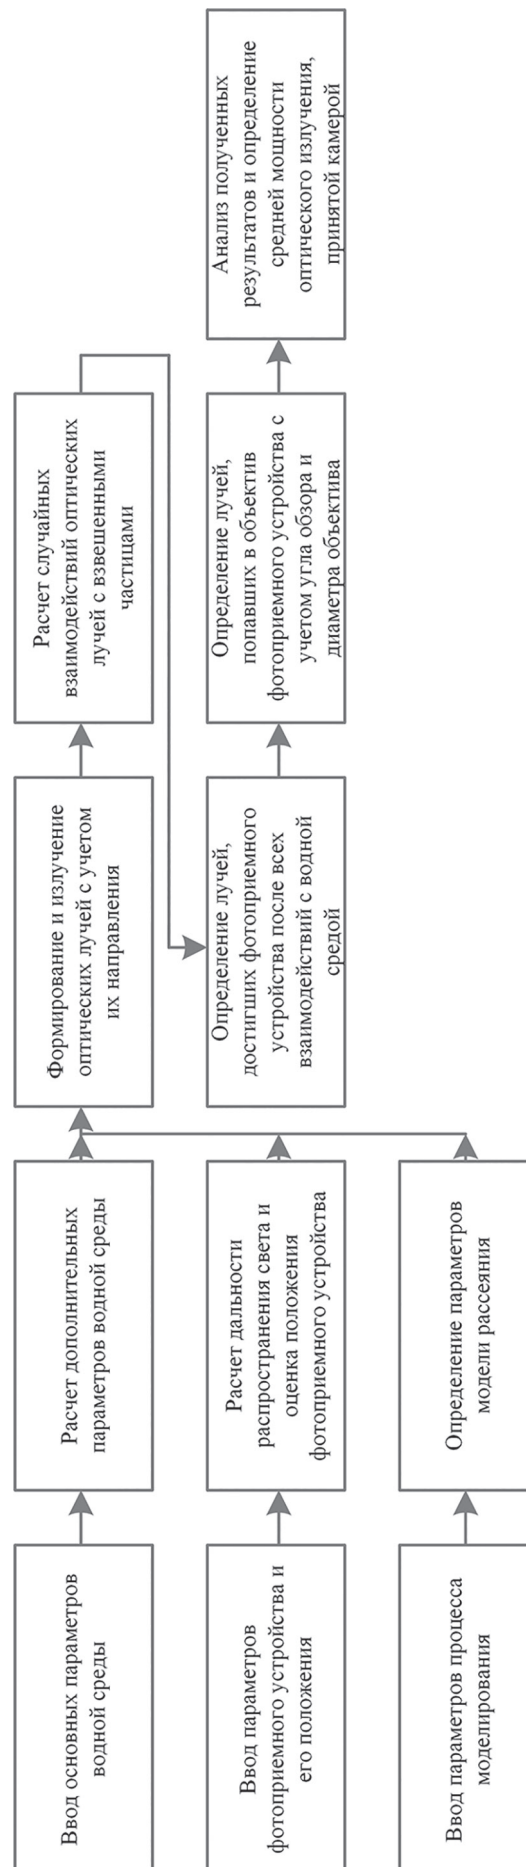 Ввод основных параметров
водной среды
Расчет дополнительных
параметров водной среды
Формирование и излучение
оптических лучей с учетом
их направления
Расчет случайных
взаимодействий оптических
лучей с взвешенными
частицами
Ввод параметров
фотоприемного устройства и
его положения
Расчет дальности
распространения света и
оценка положения
фотоприемного устройства
Определение лучей,
достигших фотоприемного
устройства после всех
взаимодействий с водной
средой
Определение лучей,
попавших в объектив
фотоприемного устройства с
учетом угла обзора и
диаметра объектива
Анализ полученных
результатов и определение
средней мощности
оптического излучения,
принятой камерой
Ввод параметров процесса
моделирования
Определение параметров
модели рассеяния